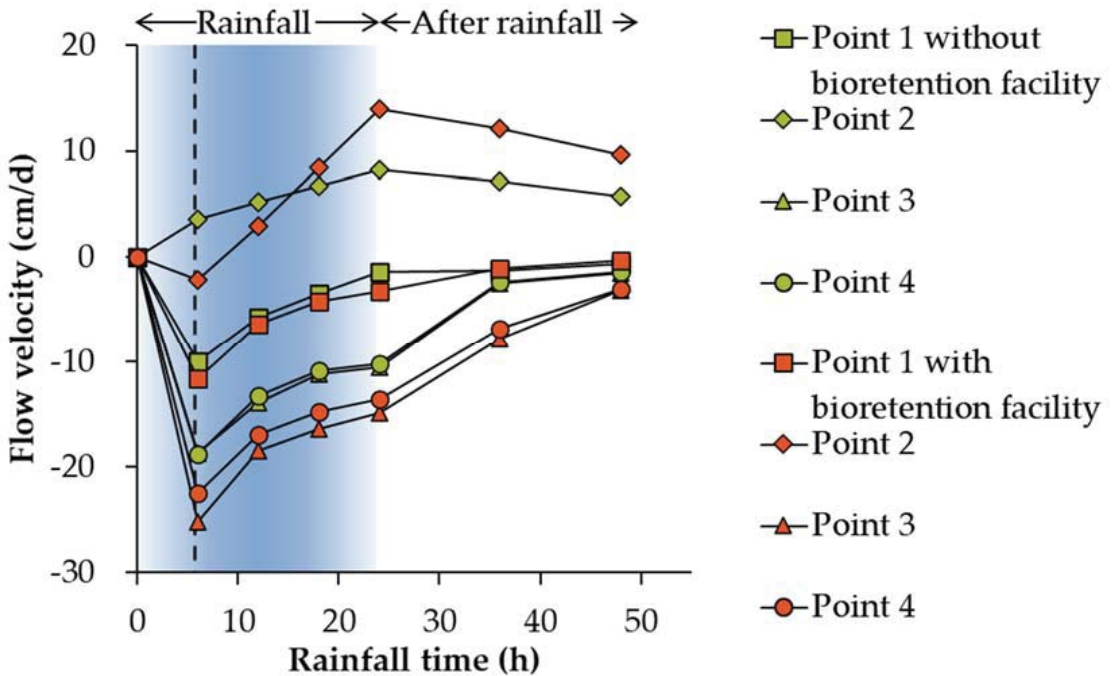 Rainfall
After rainfall
20
10
0
-10
-20
-30
Flow velocity (cm/d)
0
10
20
30
40
50
Rainfall time (h)
Point 1 without
bioretention facility
Point 2
Point 3
Point 4
Point 1 with
bioretention facility
Point 2
Point 3
Point 4